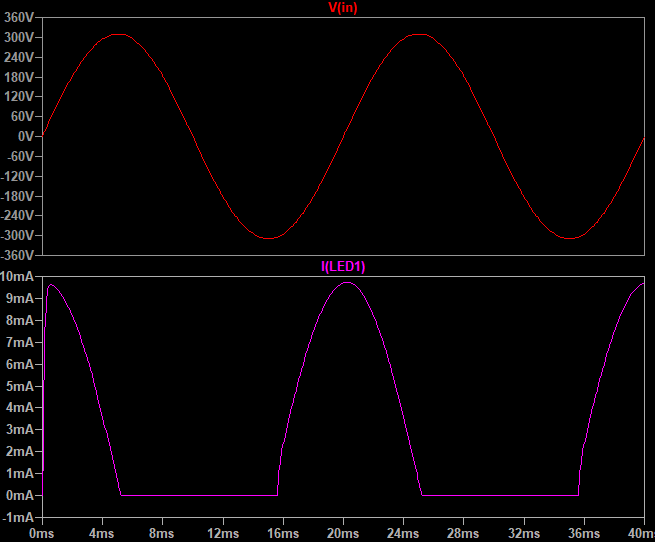 V(in)
360V
300V
240V
180V
120V
60V
0V
-60V
-120V
-180V
-240V
-300V
-360V
I(LED1)
10mA
9mA
8mA
7mA
6mA
5mA
4mA
3mA
2mA
1mA
0mA
-1mA
0ms 4ms 8ms 12ms 16ms 20ms 24ms 28ms 32ms 36ms 40ms